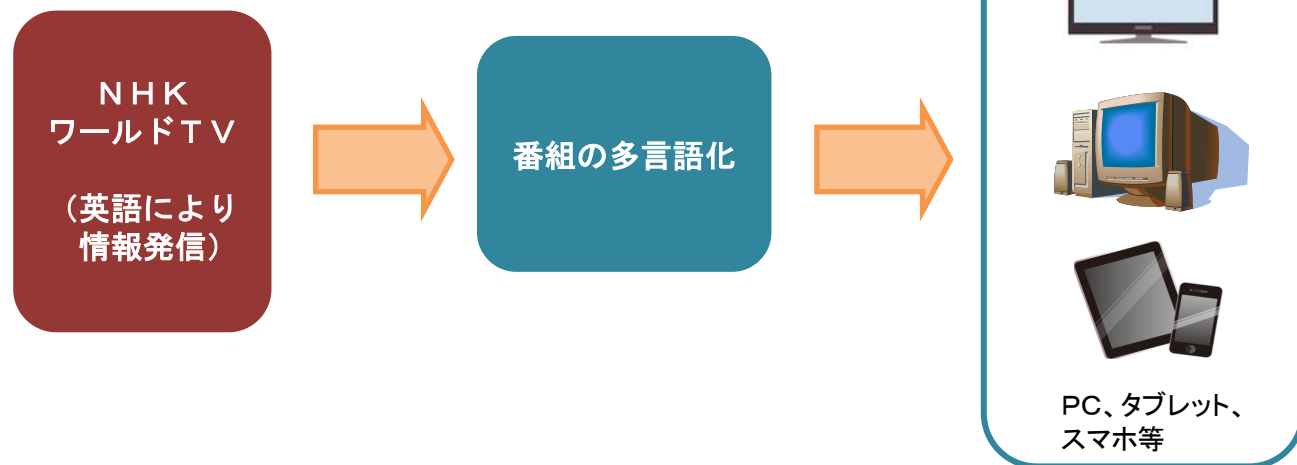 ＮＨＫ
ワールドＴＶ
（英語により
情報発信）
番組の多言語化
PC、タブレット、
スマホ等